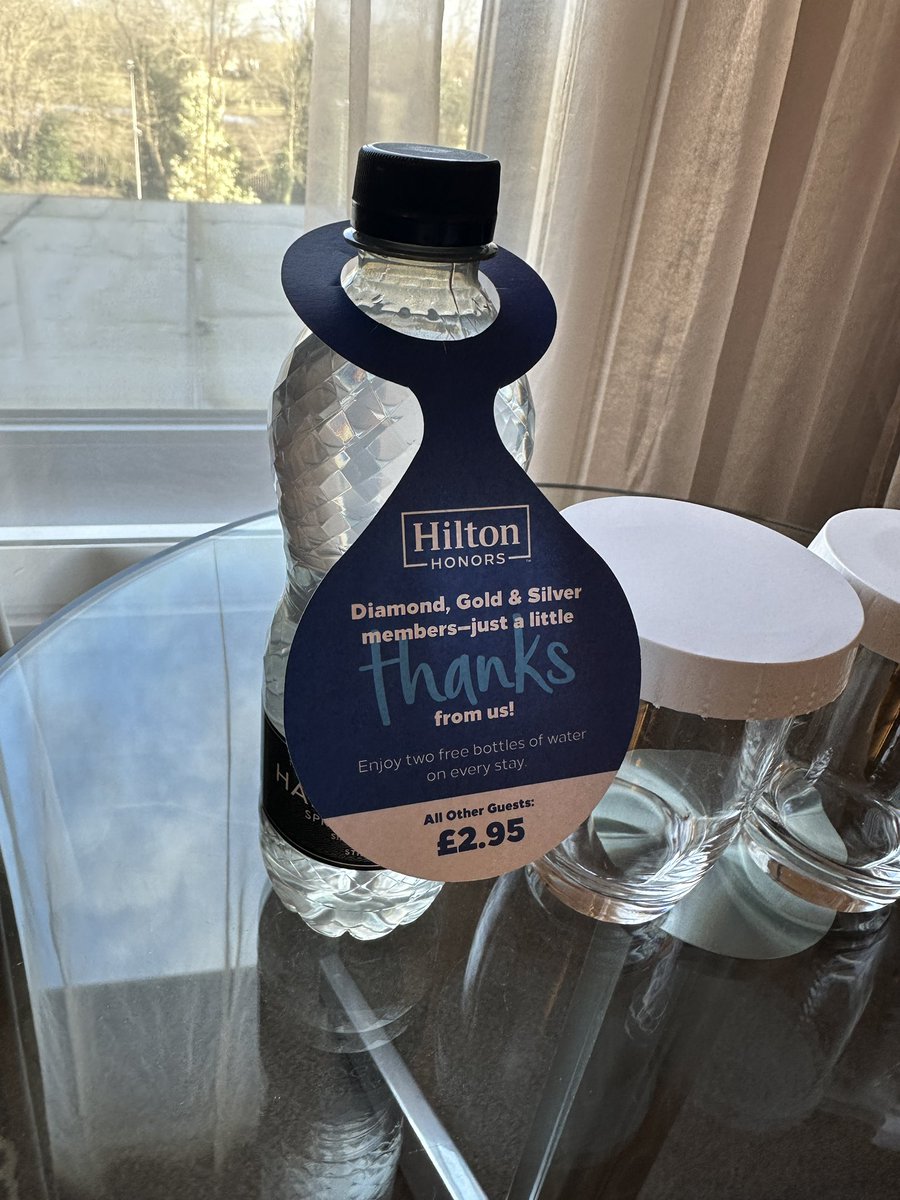 Hilton
HONORS™
Diamond, Gold & Silver
members—just a little
thanks
from us!
Enjoy two free bottles of water
on every stay.
All Other Guests:
£2.95